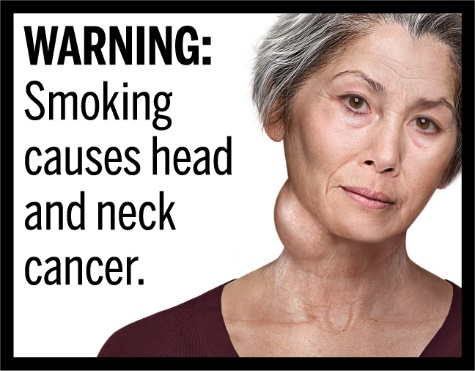 WARNING:
Smoking
causes head
and neck
cancer.